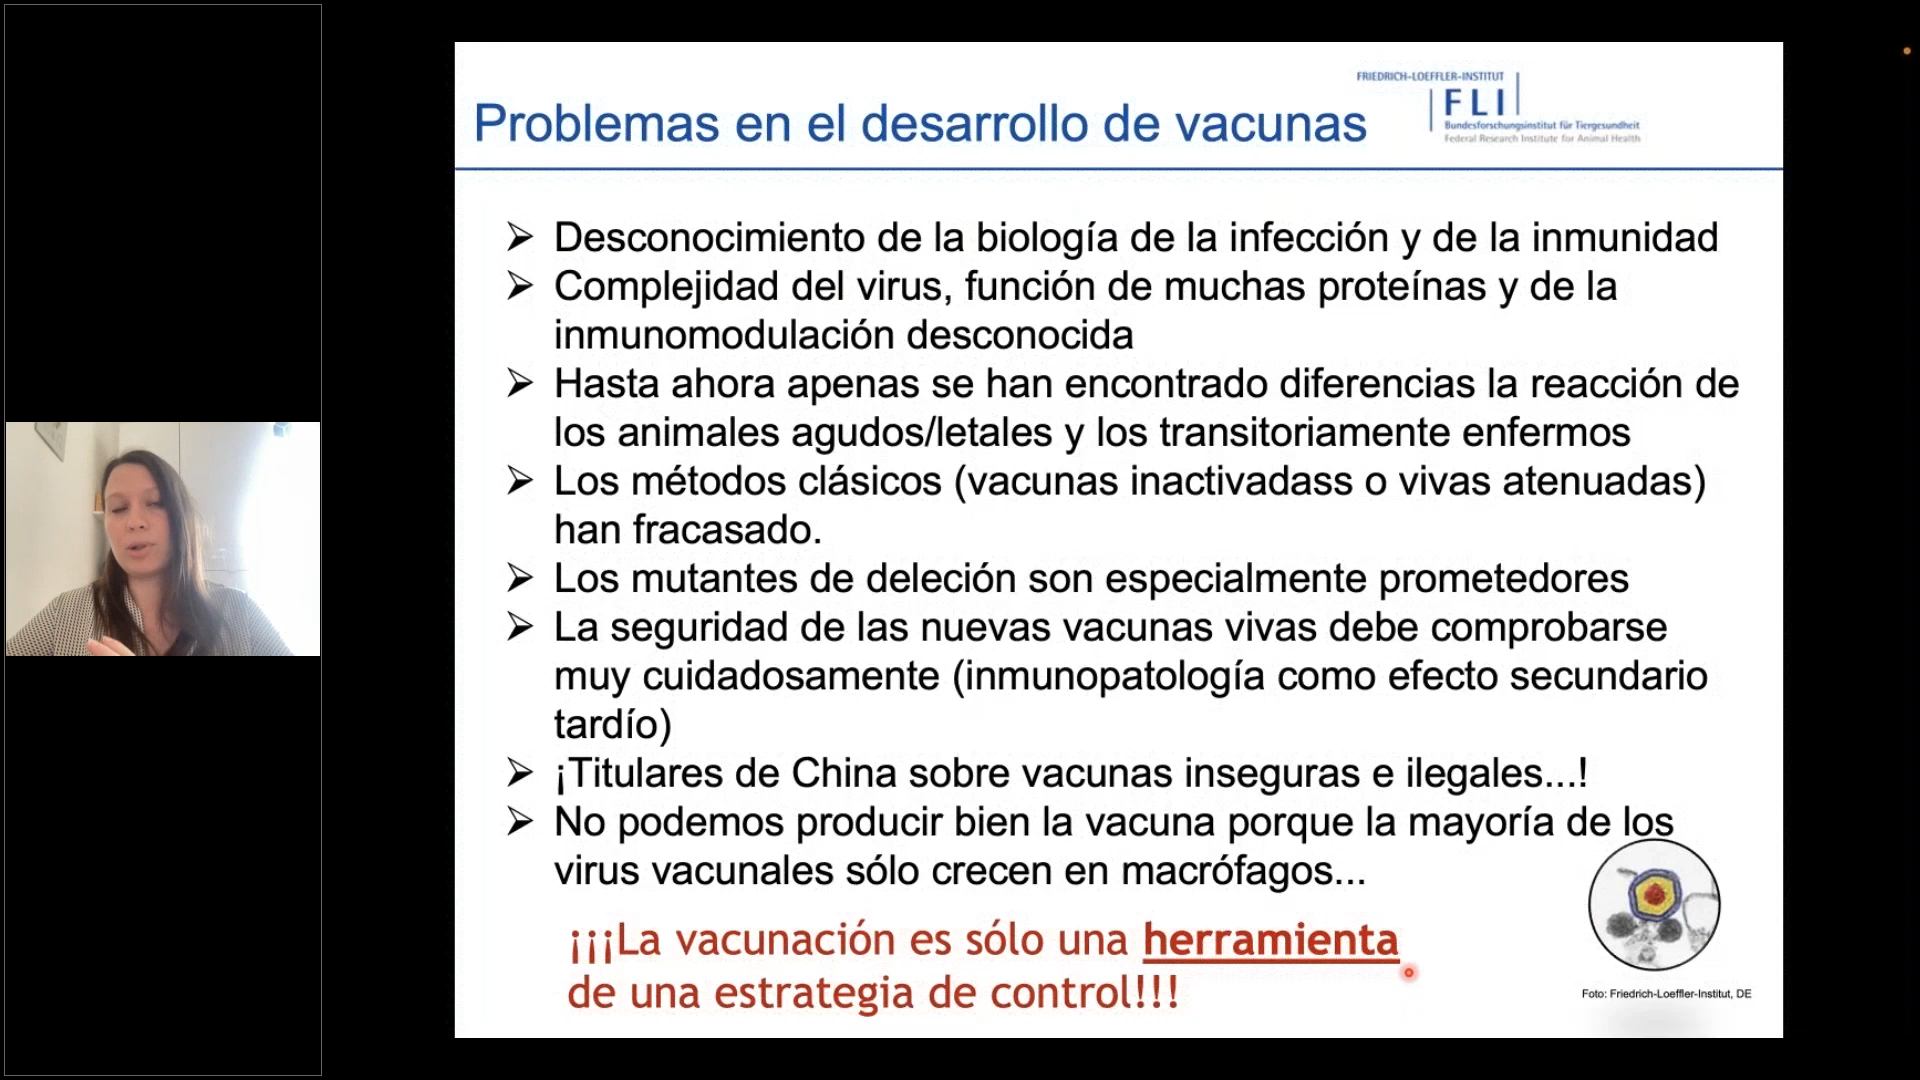 FRIEDRICH-LOEFFLER-INSTITUT
FLI
Bundesforschungsinstitut für Tiergesundheit
Federal Research Institute for Animal Health
Problemas en el desarrollo de vacunas
Desconocimiento de la biología de la infección y de la inmunidad
Complejidad del virus, función de muchas proteínas y de la
inmunomodulación desconocida
Hasta ahora apenas se han encontrado diferencias la reacción de
los animales agudos/letales y los transitoriamente enfermos
Los métodos clásicos (vacunas inactivadass o vivas atenuadas)
han fracasado.
Los mutantes de deleción son especialmente prometedores
La seguridad de las nuevas vacunas vivas debe comprobarse
muy cuidadosamente (inmunopatología como efecto secundario
tardío)
¡Titulares de China sobre vacunas inseguras e ilegales...!
No podemos producir bien la vacuna porque la mayoría de los
virus vacunales sólo crecen en macrófagos...
¡¡¡La vacunación es sólo una herramienta
de una estrategia de control!!!
Foto: Friedrich-Loeffler-Institut, DE